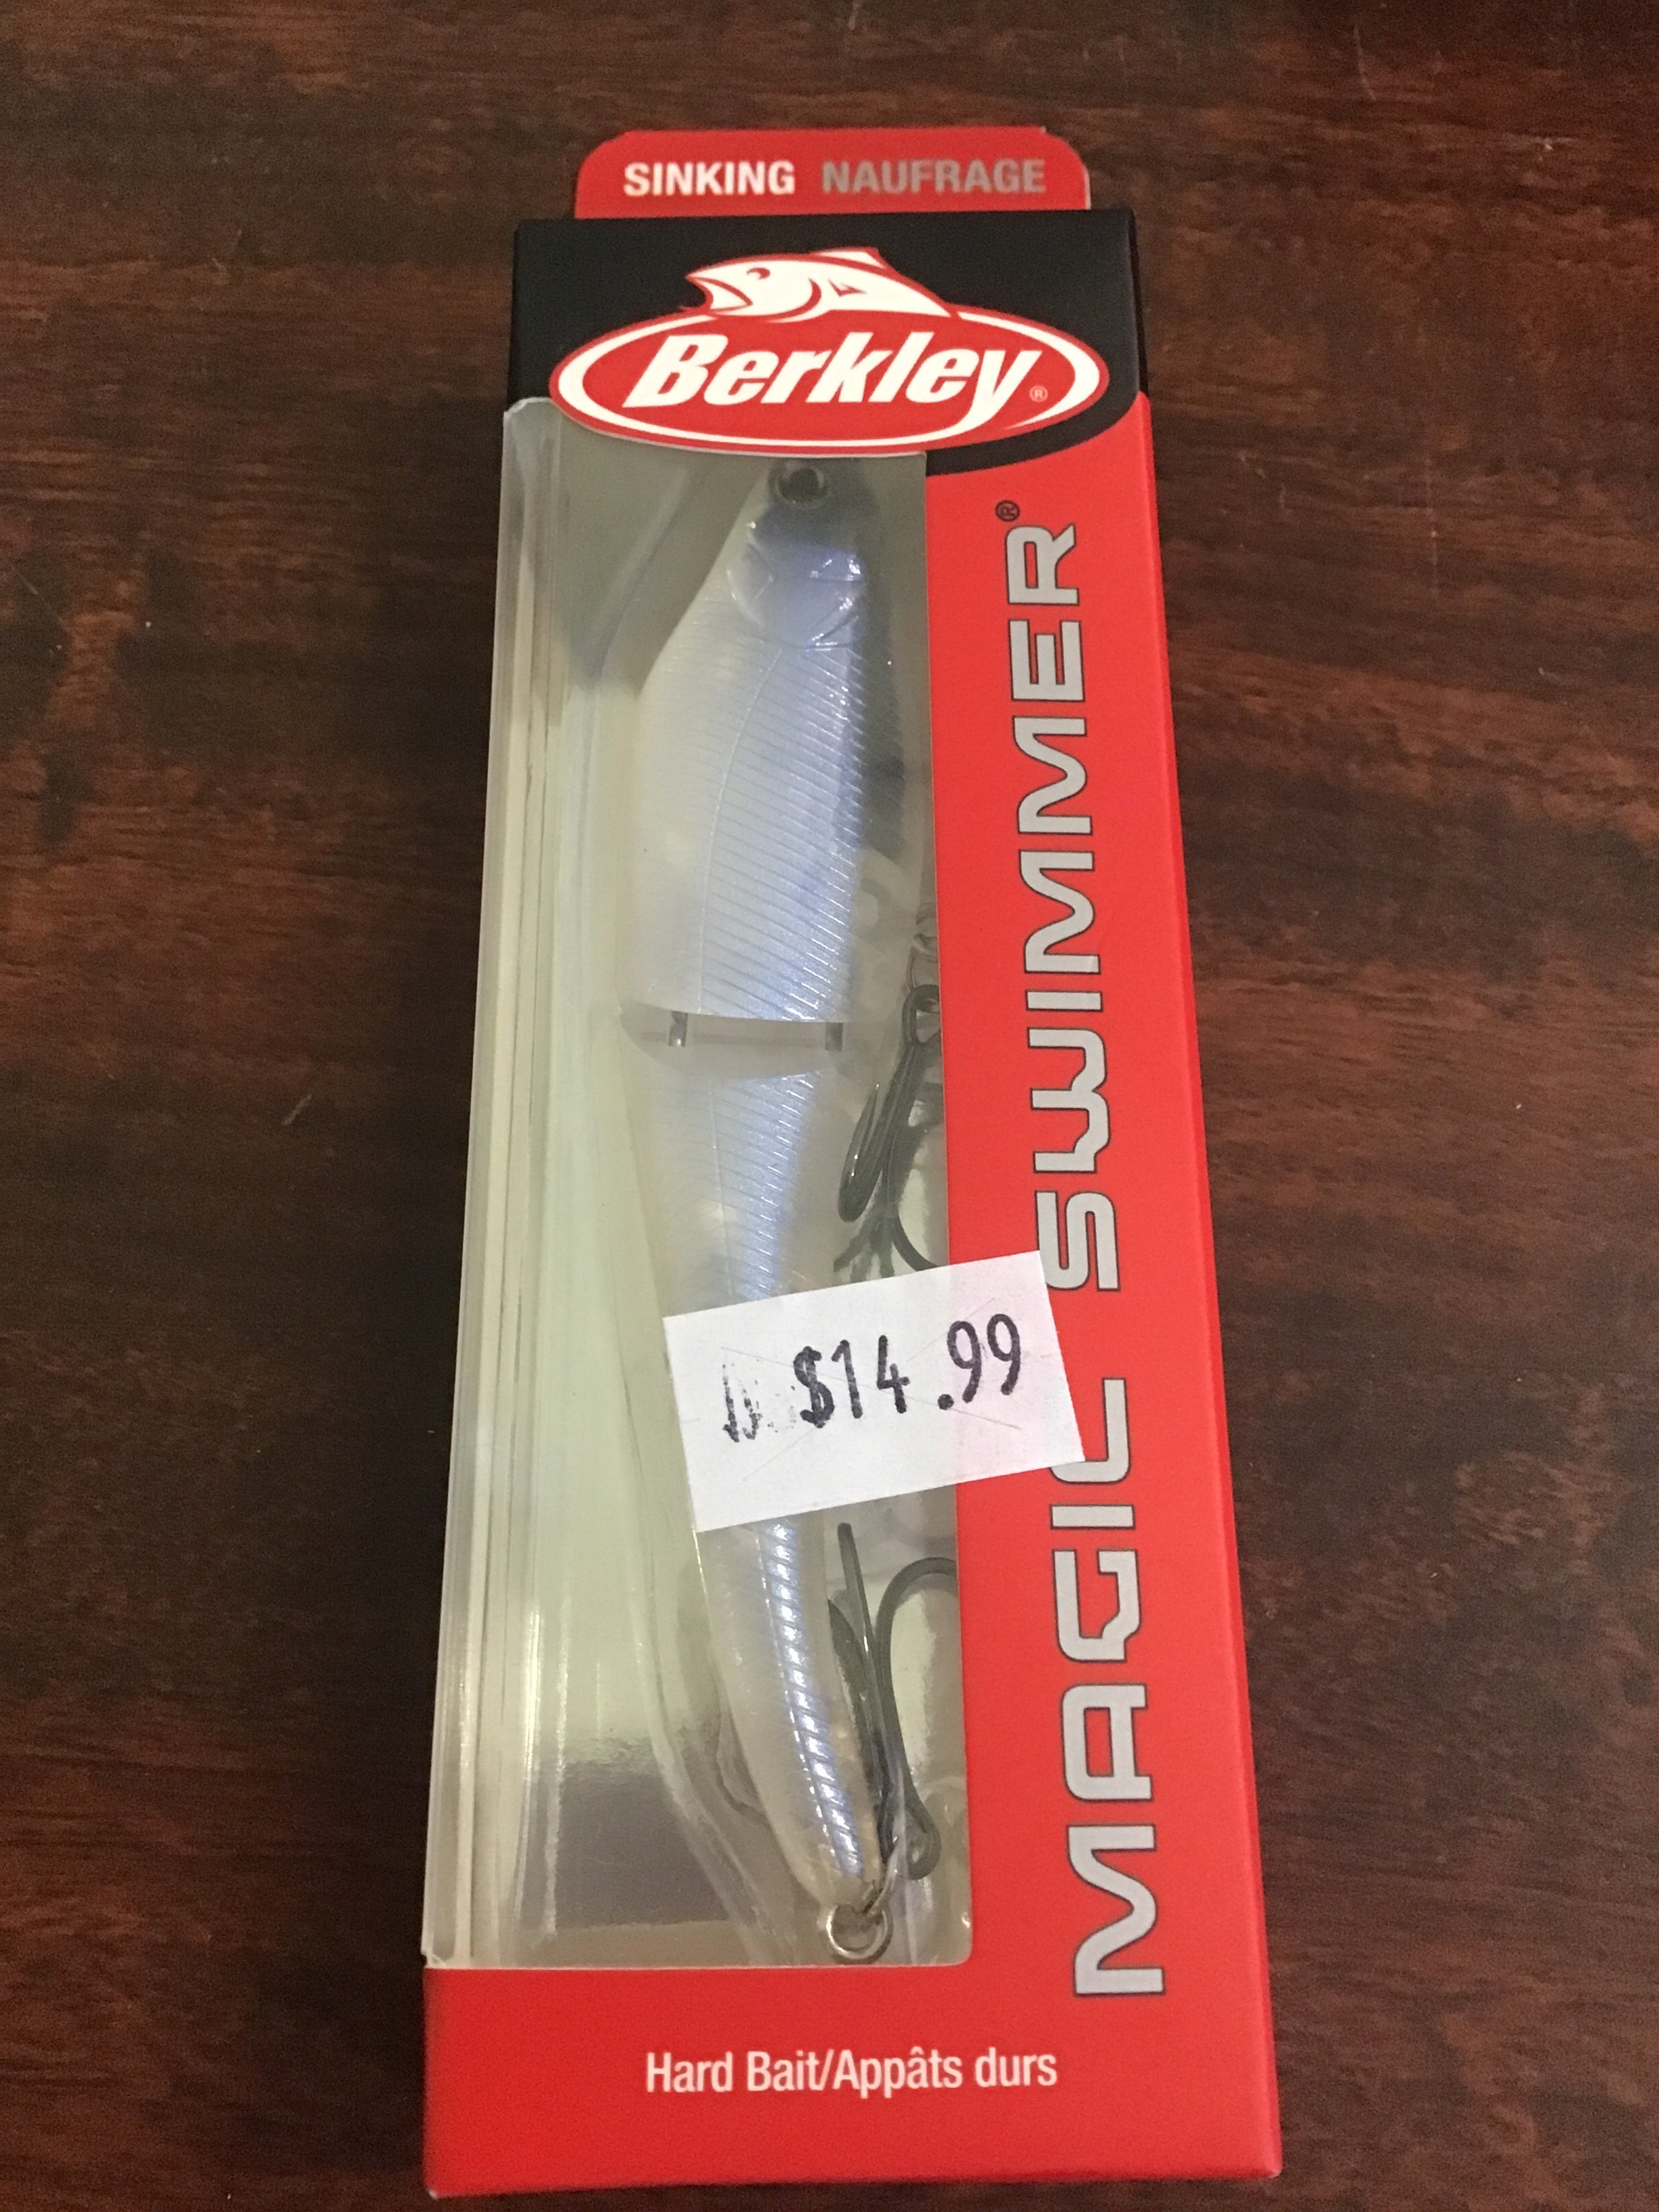 SINKING NAUFRAGE
Berkley®
MAGIC SWIMMER®
$14.99
Hard Bait/Appâts durs